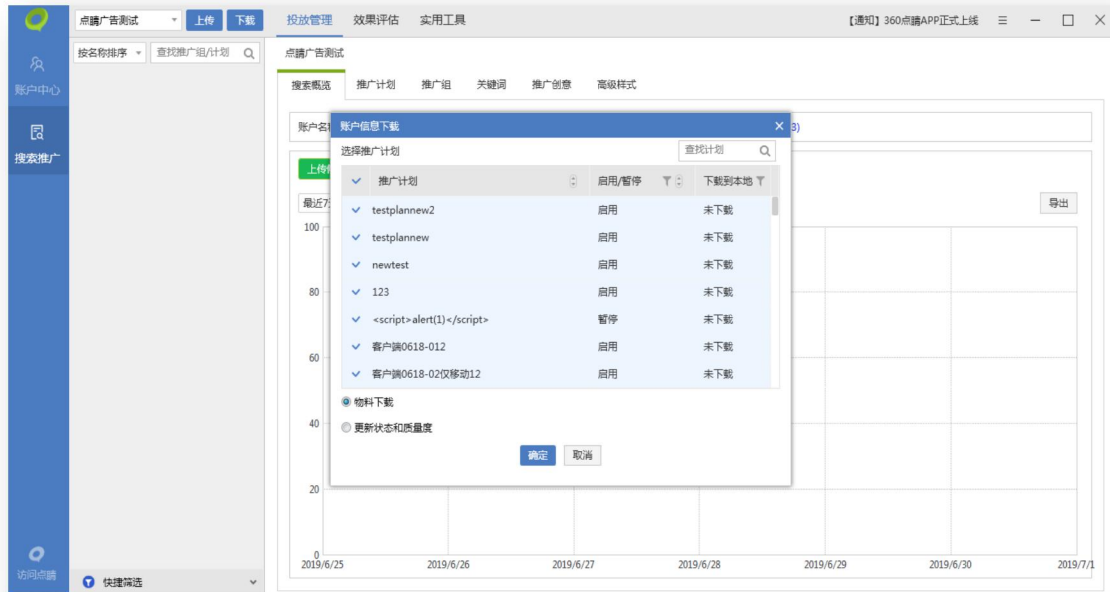 点睛广告测试 上传 下载 投放管理 效果评估 实用工具 【通知】360点睛APP正式上线
按名称排序 查找推广组/计划 点睛广告测试
账户中心
搜索推广
搜索概览 推广计划 推广组 关键词 推广创意 高级样式
账户名 3)
账户信息下载
选择推广计划 查找计划
上传
推广计划 启用/暂停 下载到本地
最近7 导出
testplannew2 启用 未下载
testplannew 启用 未下载
newtest 启用 未下载
123 启用 未下载
<script>alert(1)</script> 暂停 未下载
客户端0618-012 启用 未下载
客户端0618-02仅移动12 启用 未下载
物料下载
更新状态和质量度
确定 取消
100
80
60
40
20
0
2019/6/25 2019/6/26 2019/6/27 2019/6/28 2019/6/29 2019/6/30 2019/7/1
访问点睛
快捷筛选